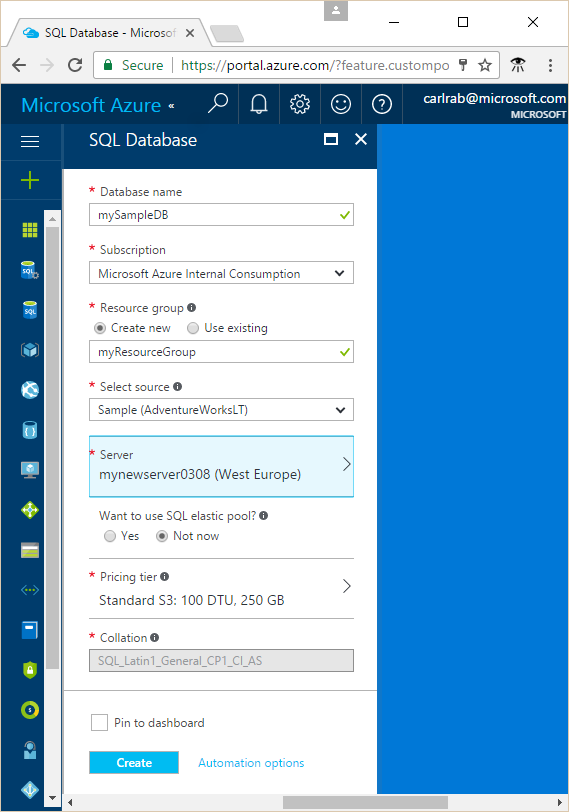 SQL Database - Microsof
Secure https://portal.azure.com/?feature.custompo
Microsoft Azure «
carlrab@microsoft.com
MICROSOFT
SQL Database
* Database name
mySampleDB
* Subscription
Microsoft Azure Internal Consumption
* Resource group
Create new Use existing
myResourceGroup
* Select source
Sample (AdventureWorksLT)
* Server
mynewserver0308 (West Europe)
Want to use SQL elastic pool?
Yes Not now
* Pricing tier
Standard S3: 100 DTU, 250 GB
* Collation
SQL_Latin1_General_CP1_CI_AS
Pin to dashboard
Create Automation options
SQL
SQL